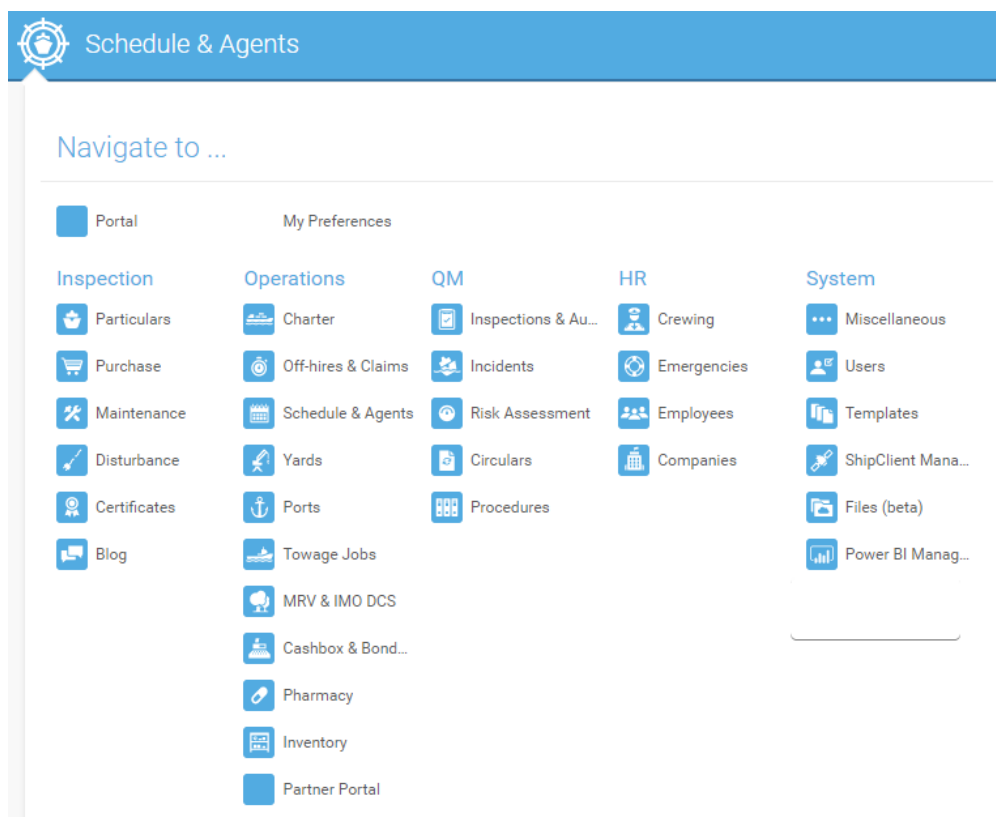 Schedule & Agents
Navigate to ...
Portal
My Preferences
Inspection
Particulars
Purchase
Maintenance
Disturbance
Certificates
Blog
Operations
Charter
Off-hires & Claims
Schedule & Agents
Yards
Ports
Towage Jobs
MRV & IMO DCS
Cashbox & Bond...
Pharmacy
Inventory
Partner Portal
QM
Inspections & Au...
Incidents
Risk Assessment
Circulars
Procedures
HR
Crewing
Emergencies
Employees
Companies
System
Miscellaneous
Users
Templates
ShipClient Mana...
Files (beta)
Power BI Manag...